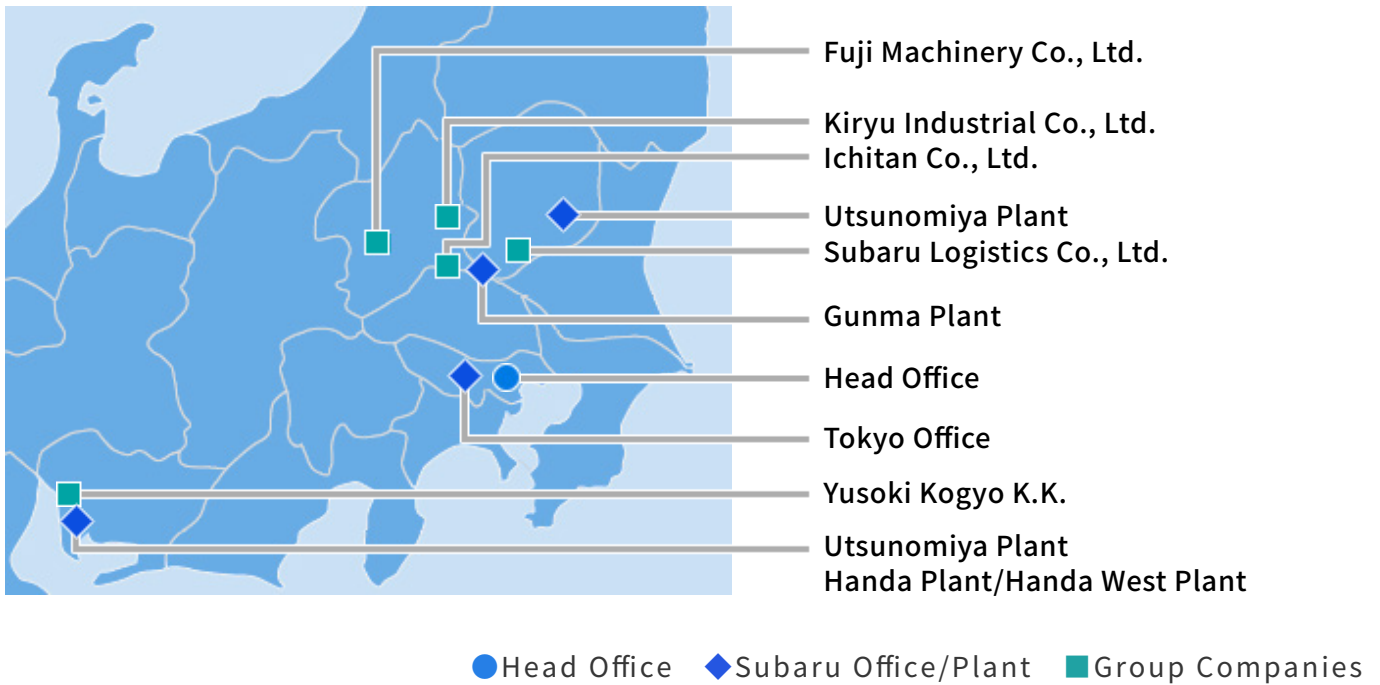 Fuji Machinery Co., Ltd.
Kiryu Industrial Co., Ltd.
Ichitan Co., Ltd.
Utsunomiya Plant
Subaru Logistics Co., Ltd.
Gunma Plant
Head Office
Tokyo Office
Yusoki Kogyo K.K.
Utsunomiya Plant
Handa Plant/Handa West Plant
Head Office Subaru Office/Plant Group Companies